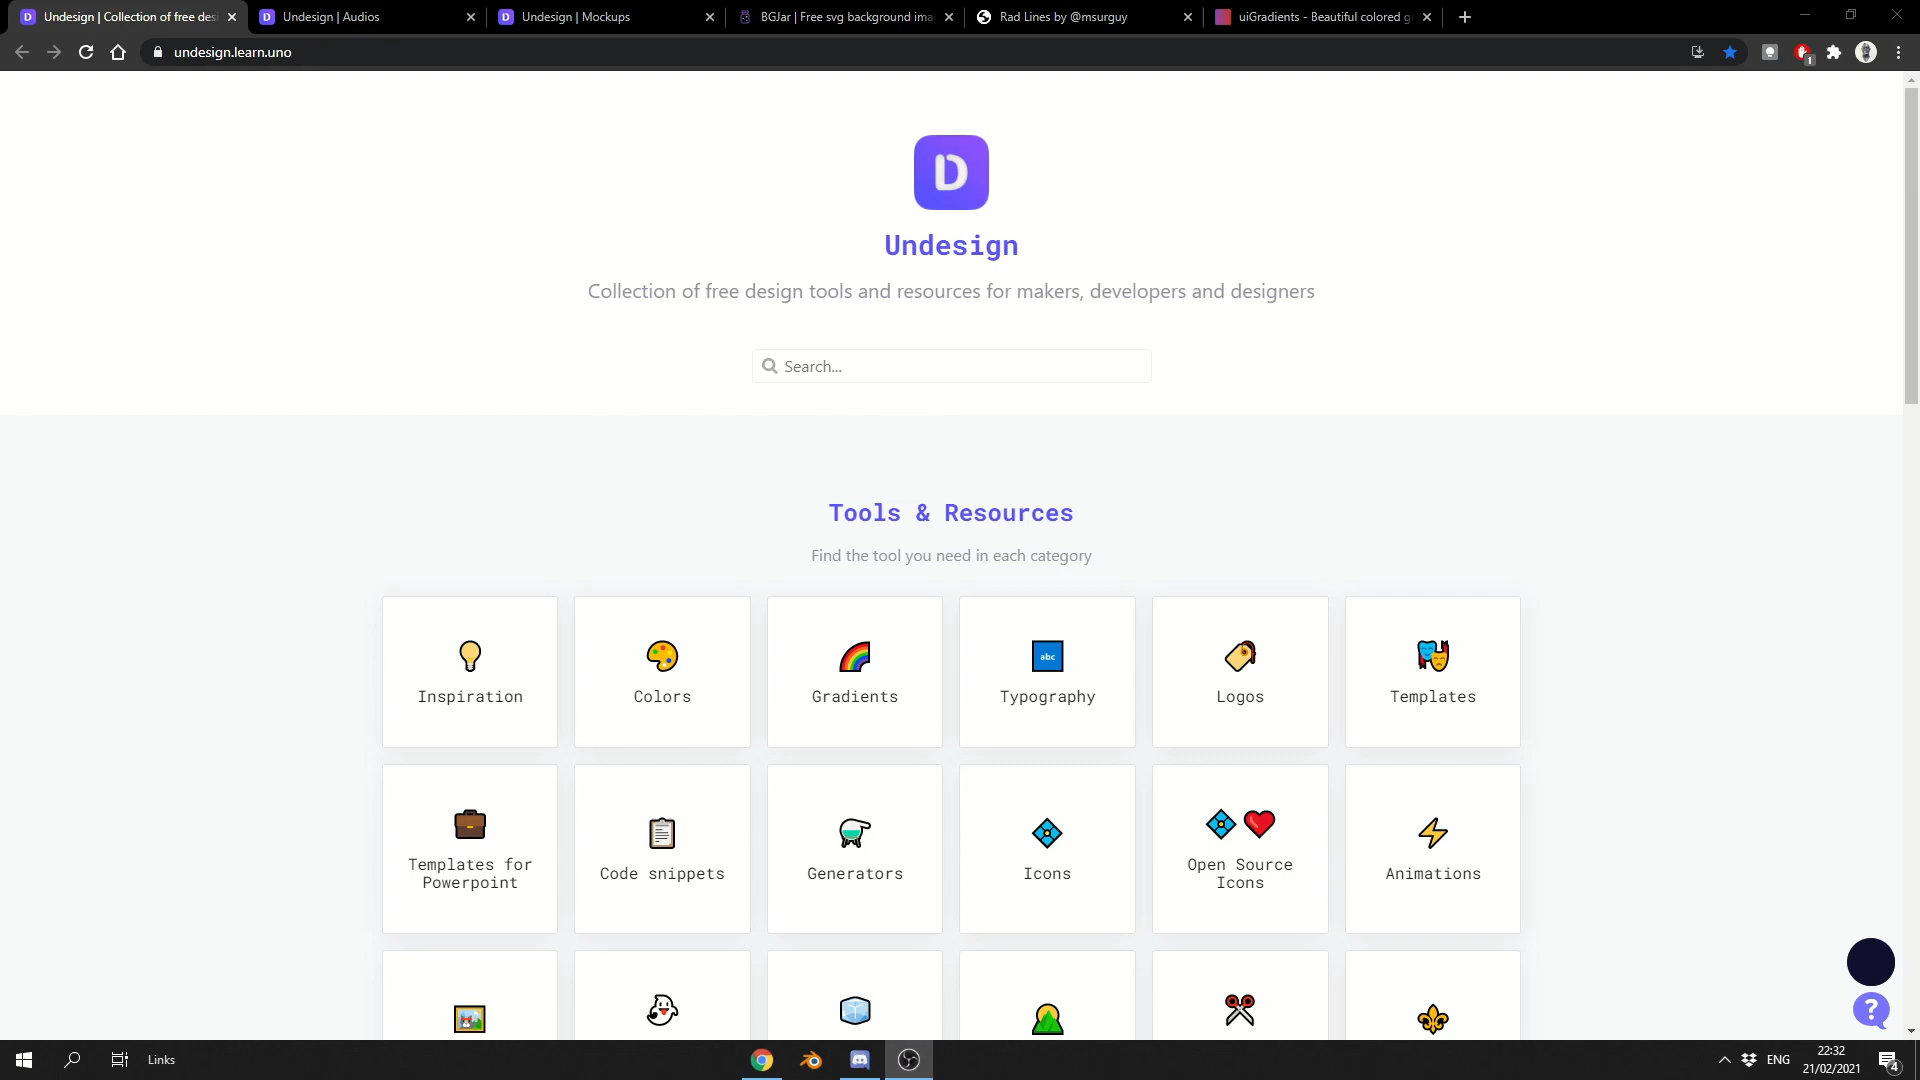 Undesign | Collection of free desi
Undesign | Audios
Undesign | Mockups
BGJar | Free svg background ima
Rad Lines by @msurguy
uiGradients - Beautiful colored g
undesign.learn.uno
1
D
Undesign
Collection of free design tools and resources for makers, developers and designers
Search...
Tools & Resources
Find the tool you need in each category
abc
Inspiration
Colors
Gradients
Typography
Logos
Templates
Templates for
Powerpoint
Code snippets
Generators
Icons
Open Source
Icons
Animations
?
Links
ENG
22:32
21/02/2021
4